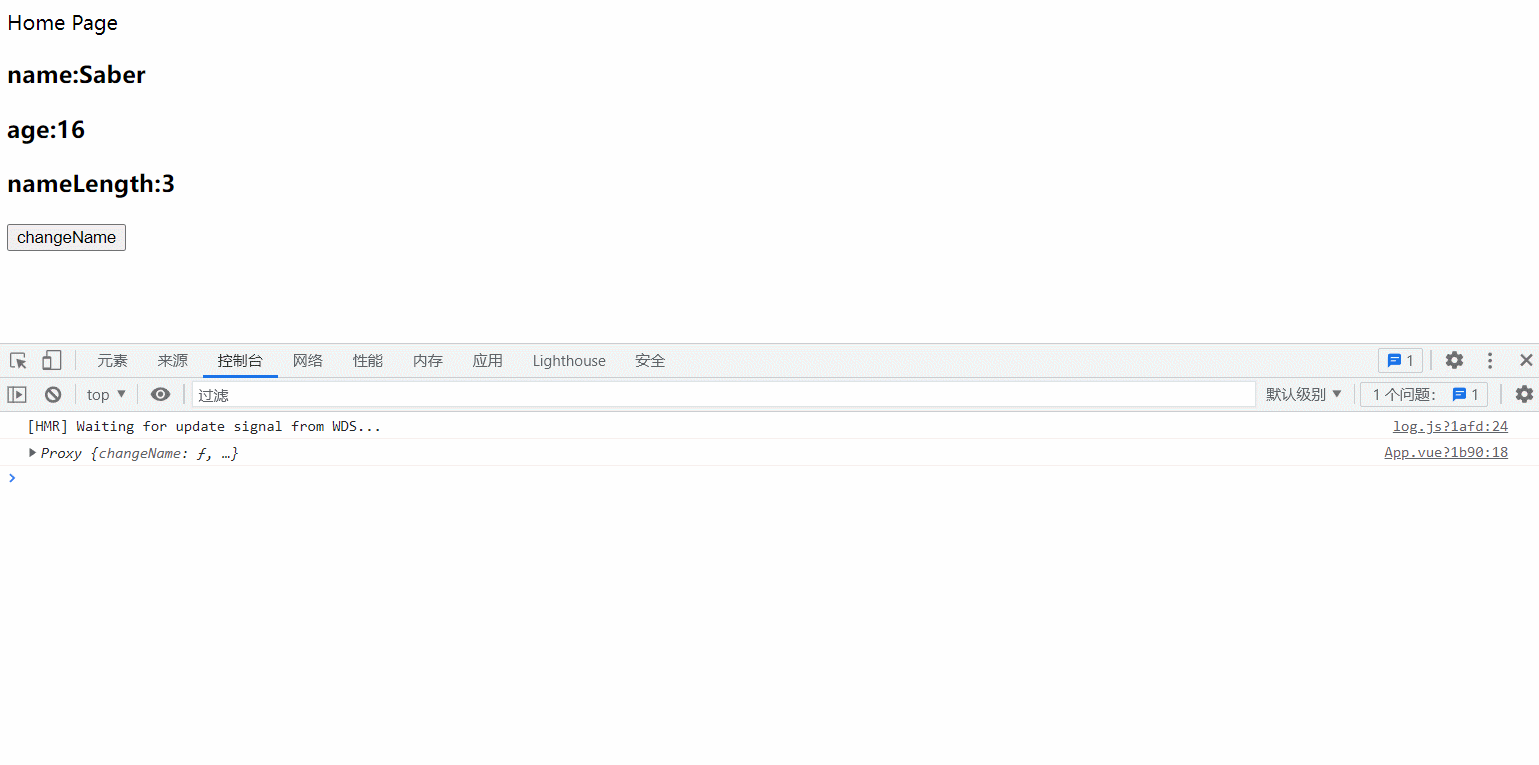 Home Page
name:Saber
age:16
nameLength:3
changeName
元素 来源 控制台 网络 性能 内存 应用 Lighthouse 安全 1
top 过滤 默认级别 1 个问题: 1
[HMR] Waiting for update signal from WDS... log.js?1afd:24
Proxy {changeName: ƒ, …} App.vue?1b90:18